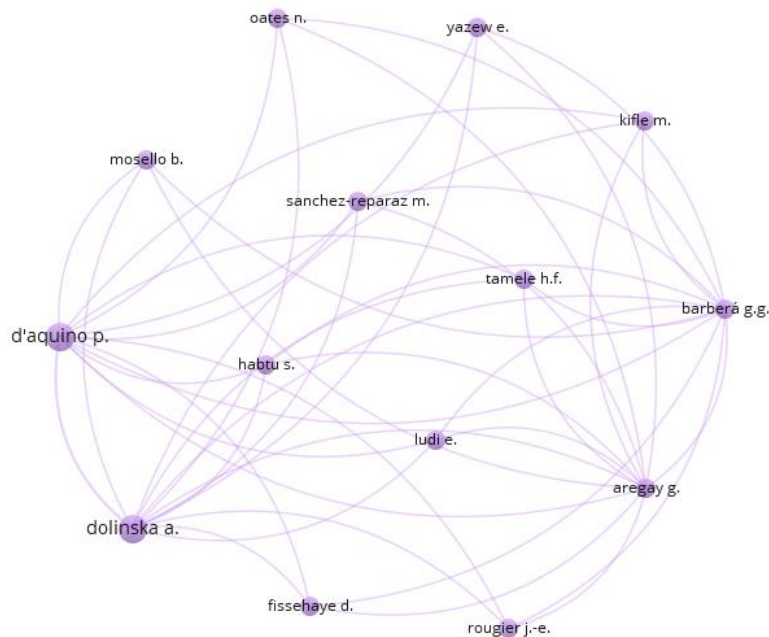 oates n.
yazew e.
kifle m.
mosello b.
sanchez-reparaz m.
tamele h.f.
barberá g.g.
d'aquino p.
habtu s.
ludi e.
aregay g.
dolinska a.
fissehaye d.
rougier j.-e.